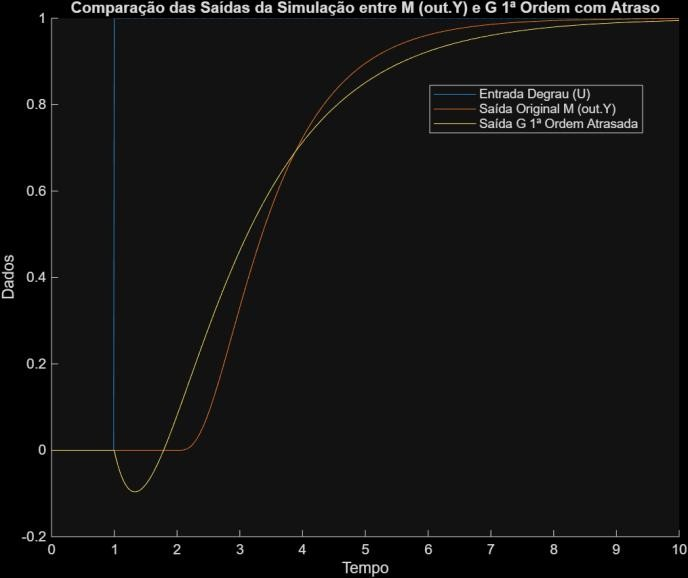 Comparação das Saídas da Simulação entre M (out.Y) e G 1ª Ordem com Atraso
1
0.8
0.6
0.4
0.2
0
-0.2
Dados
Entrada Degrau (U)
Saída Original M (out.Y)
Saída G 1ª Ordem Atrasada
0 1 2 3 4 5 6 7 8 9 10
Tempo